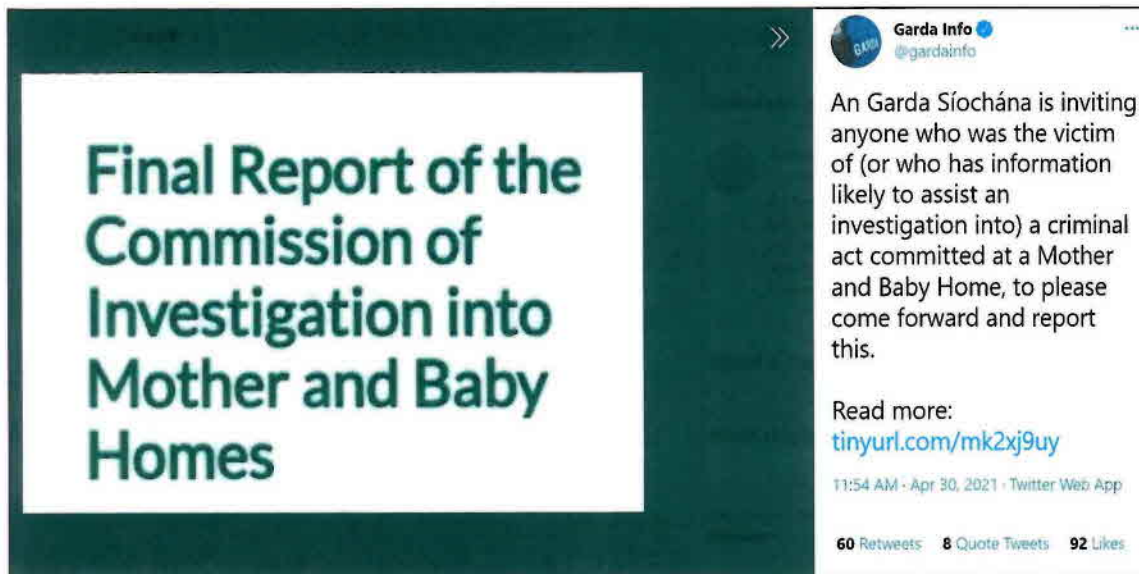 Final Report of the
Commission of
Investigation into
Mother and Baby
Homes
Garda Info
@gardainfo
An Garda Síochána is inviting
anyone who was the victim
of (or who has information
likely to assist an
investigation into) a criminal
act committed at a Mother
and Baby Home, to please
come forward and report
this.
Read more:
tinyurl.com/mk2xj9uy
11:54 AM · Apr 30, 2021 · Twitter Web App
60 Retweets 8 Quote Tweets 92 Likes